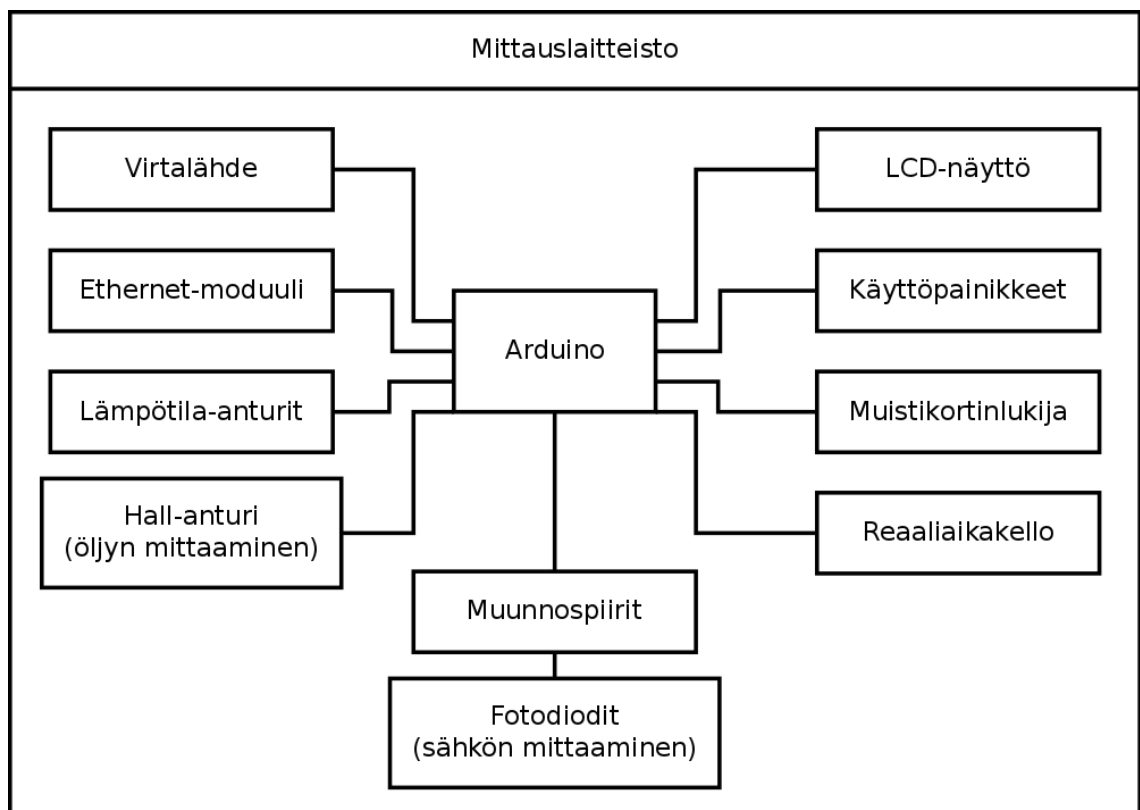 Mittauslaitteisto
Virtalähde
LCD-näyttö
Ethernet-moduuli
Käyttöpainikkeet
Arduino
Lämpötila-anturit
Muistikortinlukija
Hall-anturi
(öljyn mittaaminen)
Reaaliaikakello
Muunnospiirit
Fotodiodit
(sähkön mittaaminen)